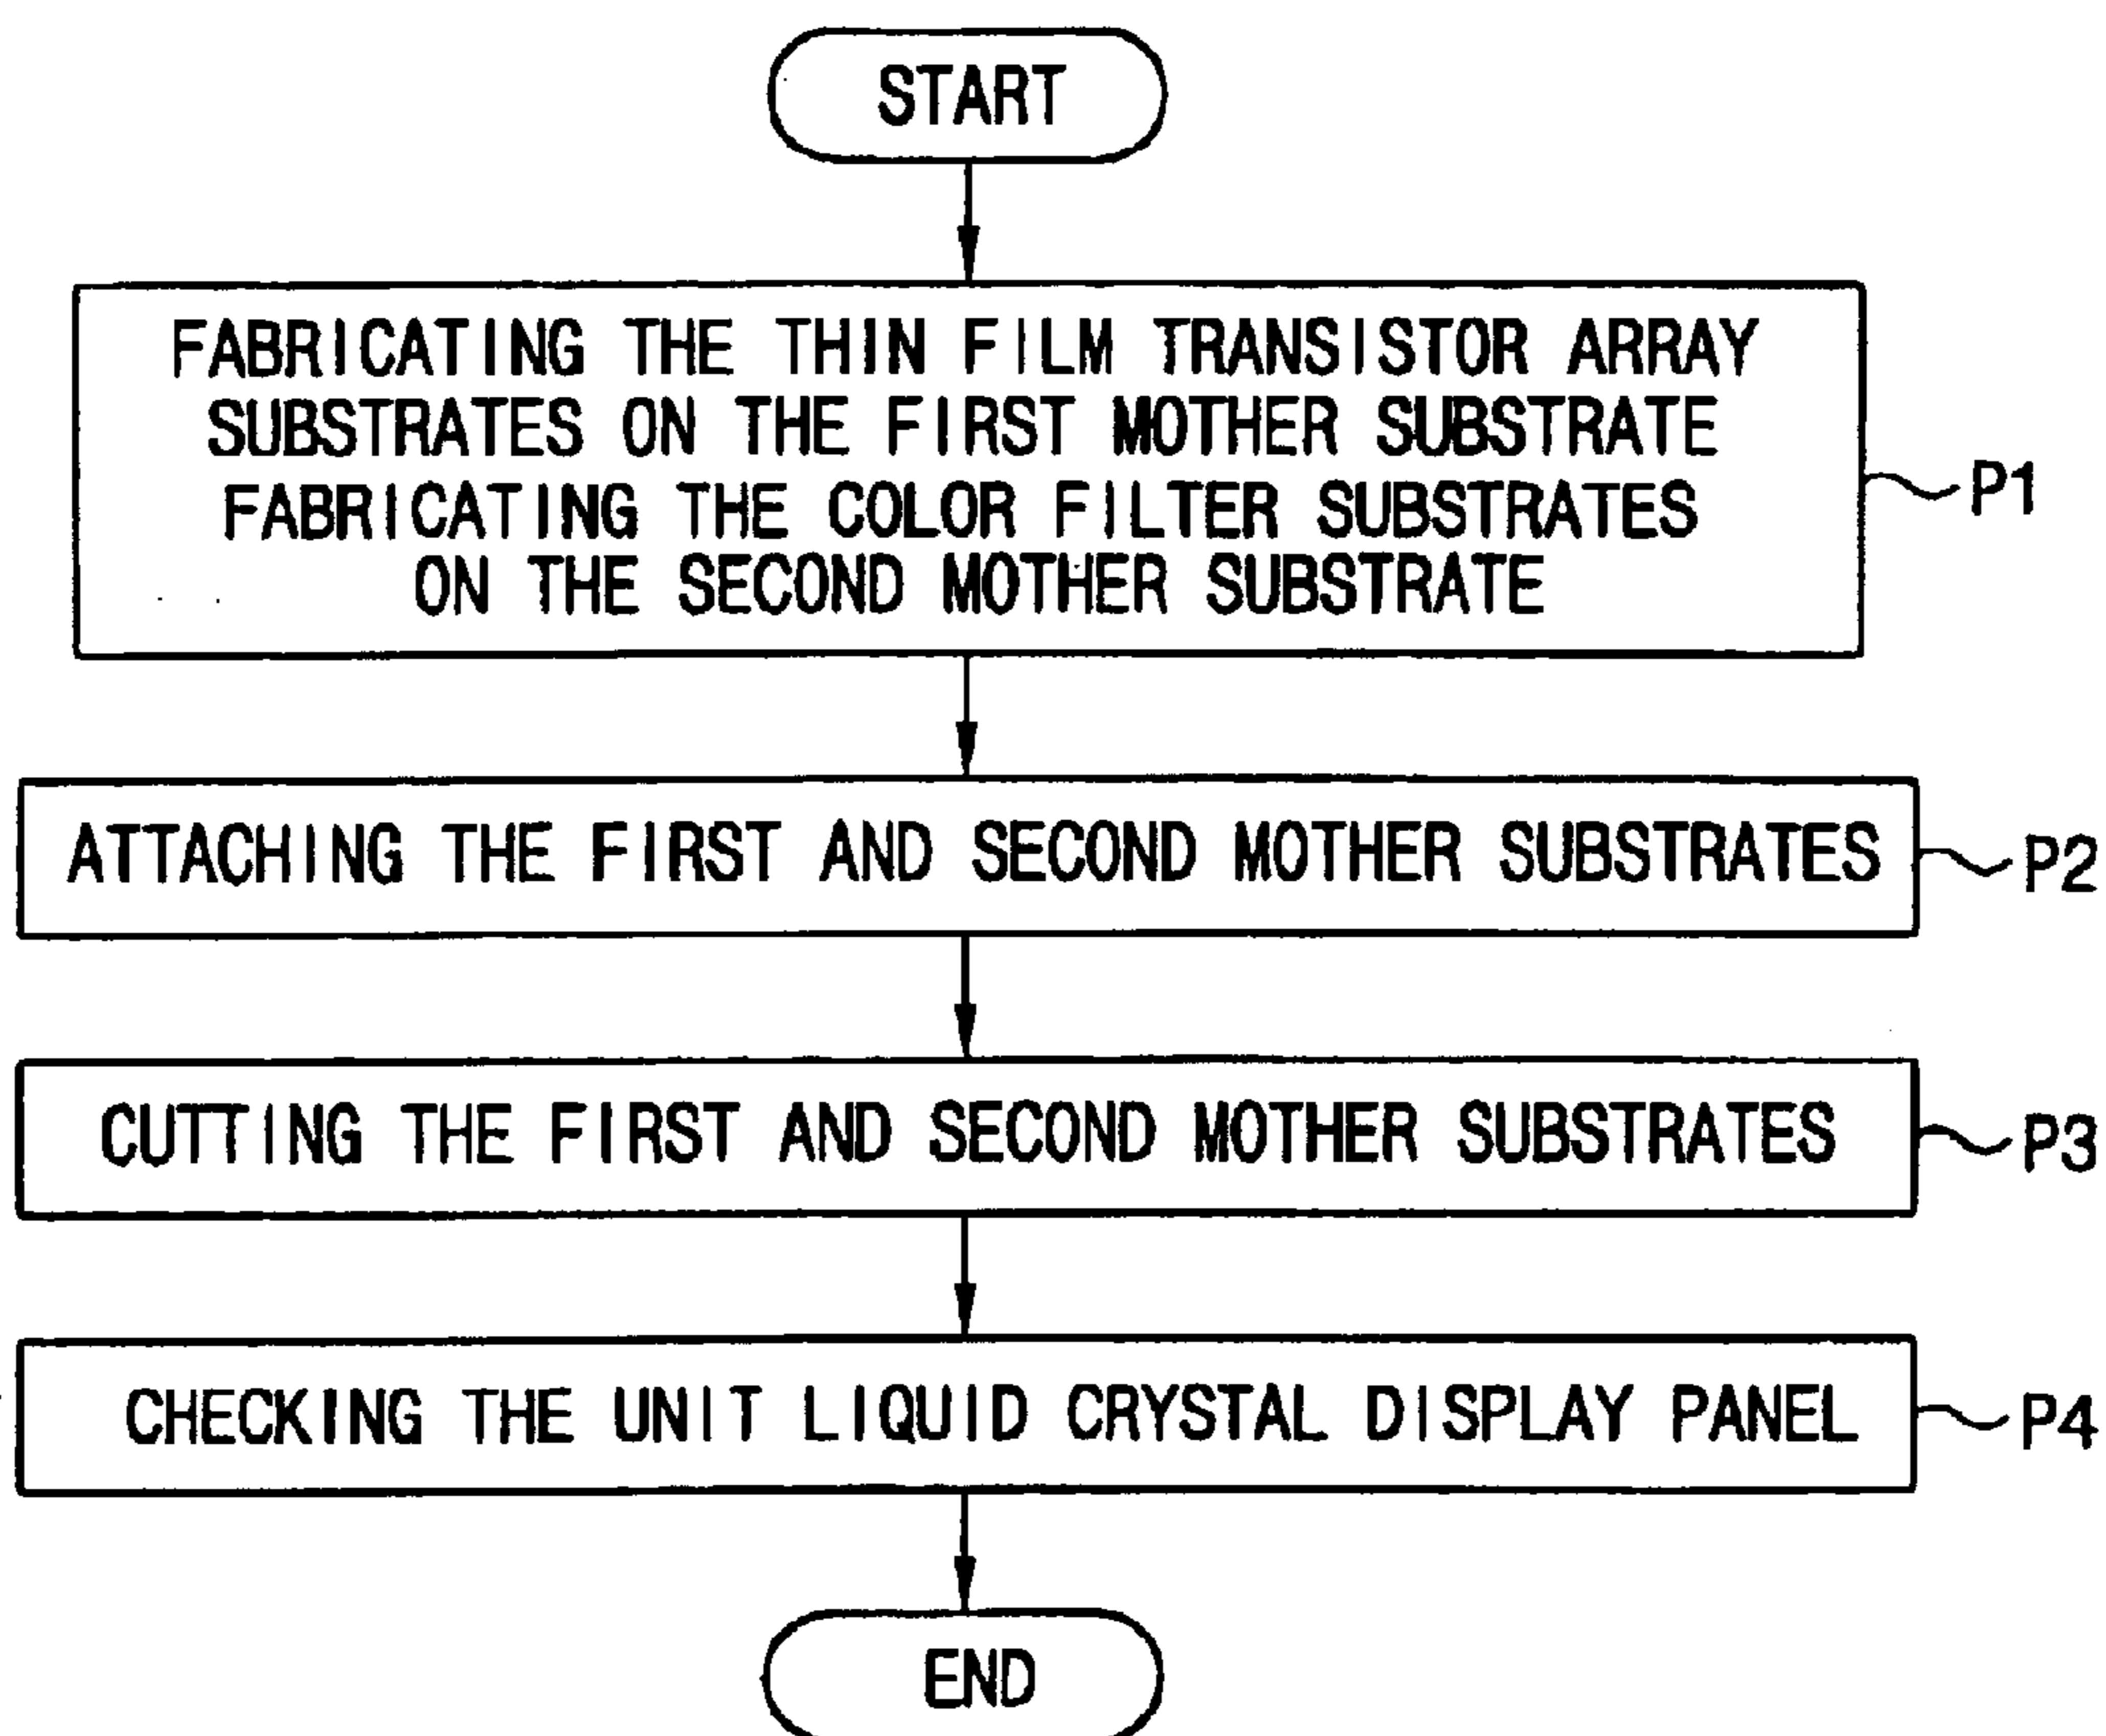 START
FABRICATING THE THIN FILM TRANSISTOR ARRAY
SUBSTRATES ON THE FIRST MOTHER SUBSTRATE
FABRICATING THE COLOR FILTER SUBSTRATES
ON THE SECOND MOTHER SUBSTRATE
P1
ATTACHING THE FIRST AND SECOND MOTHER SUBSTRATES
P2
CUTTING THE FIRST AND SECOND MOTHER SUBSTRATES
P3
CHECKING THE UNIT LIQUID CRYSTAL DISPLAY PANEL
P4
END